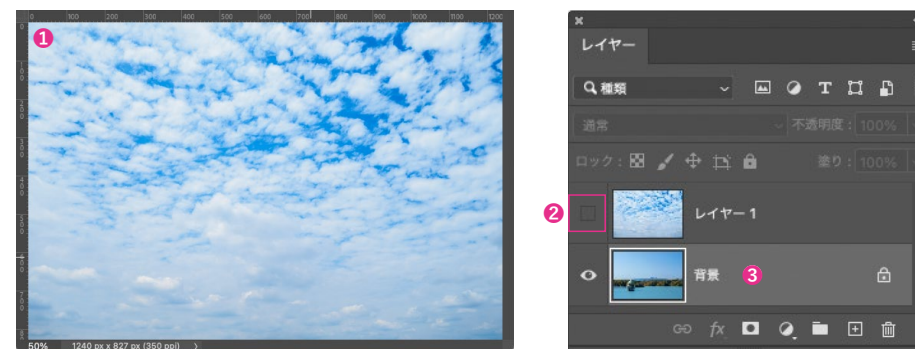 0 100 200 300 400 500 600 700 800 900 1000 1100 1200
1
50% 1240 px x 827 px (350 ppi)
レイヤー
種類
通常 不透明度: 100%
ロック: 塗り: 100%
2 レイヤー 1
背景 3
fx